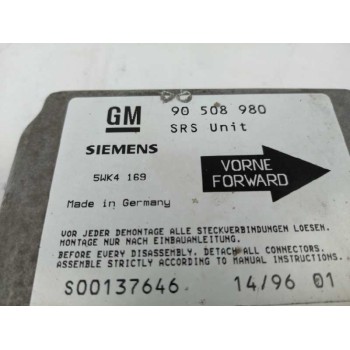 GM 90 508 980
SRS Unit
SIEMENS
5WK4 169
VORNE
FORWARD
Made in Germany
VOR JEDER DEMONTAGE ALLE STECKVERBINDUNGEN LOESEN.
MONTAGE NUR NACH EINBAUANLEITUNG.
BEFORE EVERY DISASSEMBLY, DETACH ALL CONNECTORS.
ASSEMBLE STRICTLY ACCORDING TO MANUAL INSTRUCTIONS.
S00137646 14/96 01